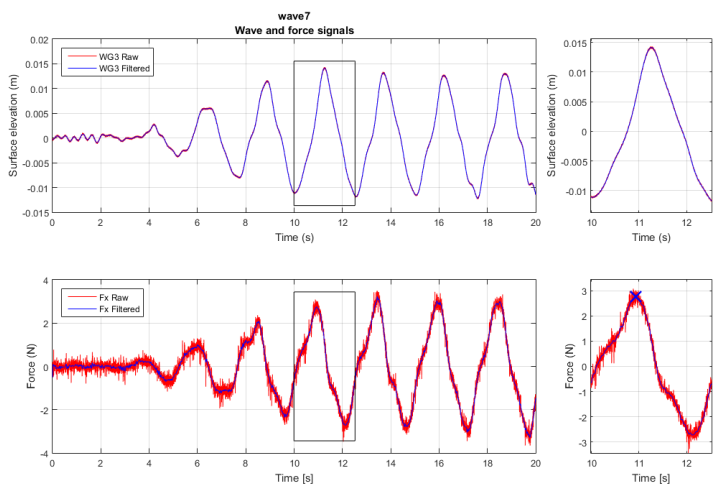 wave7
Wave and force signals
0.02
0.015
0.01
0.005
0
-0.005
-0.01
-0.015
Surface elevation (m)
WG3 Raw
WG3 Filtered
0 2 4 6 8 10 12 14 16 18 20
Time (s)
0.015
0.01
0.005
0
-0.005
-0.01
Surface elevation (m)
10 11 12
Time (s)
4
2
0
-2
-4
Force (N)
Fx Raw
Fx Filtered
0 2 4 6 8 10 12 14 16 18 20
Time [s]
3
2
1
0
-1
-2
-3
Force (N)
10 11 12
Time [s]